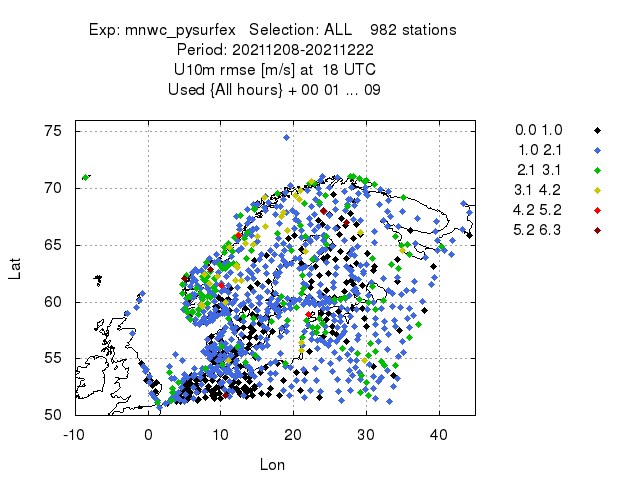 Exp: mnwc_pysurfex   Selection: ALL    982 stations
Period: 20211208-20211222
U10m rmse [m/s] at  18 UTC
Used {All hours} + 00 01 ... 09
0.0 1.0
1.0 2.1
2.1 3.1
3.1 4.2
4.2 5.2
5.2 6.3
75
70
65
60
55
50
Lat
-10 0 10 20 30 40
Lon